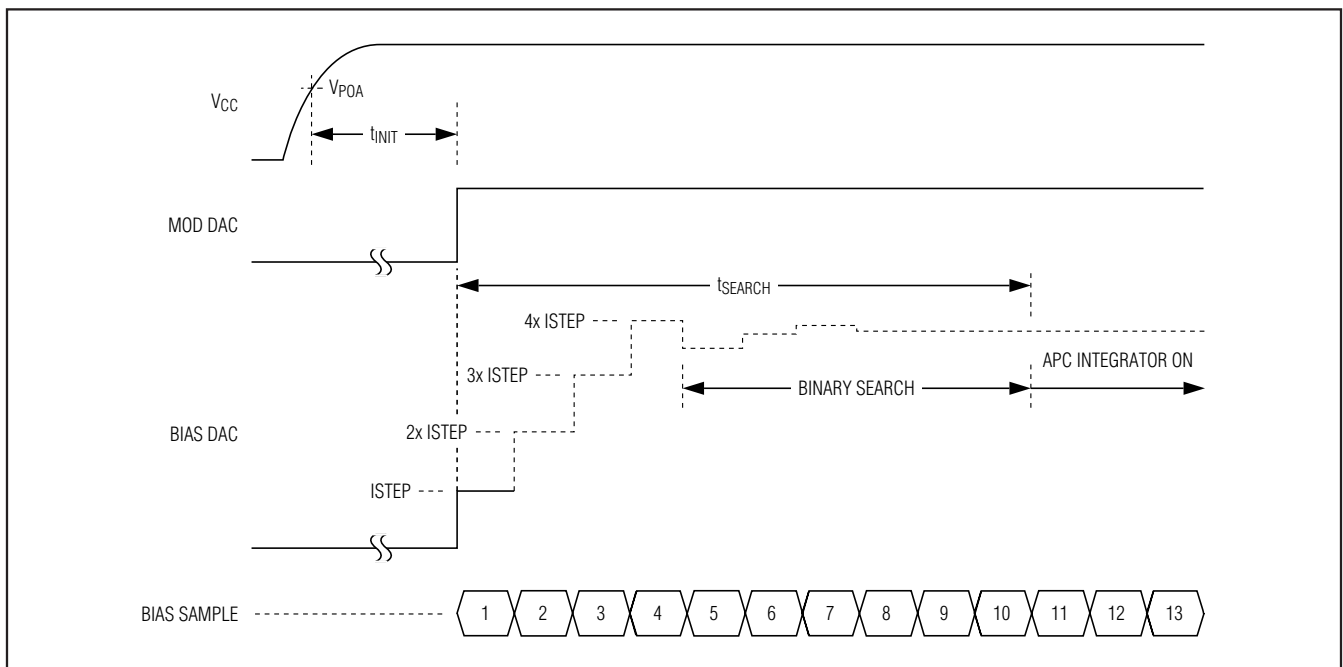 VCC
VPOA
tINIT
MOD DAC
tSEARCH
4x ISTEP
APC INTEGRATOR ON
3x ISTEP
BINARY SEARCH
BIAS DAC
2x ISTEP
ISTEP
BIAS SAMPLE
1 2 3 4 5 6 7 8 9 10 11 12 13